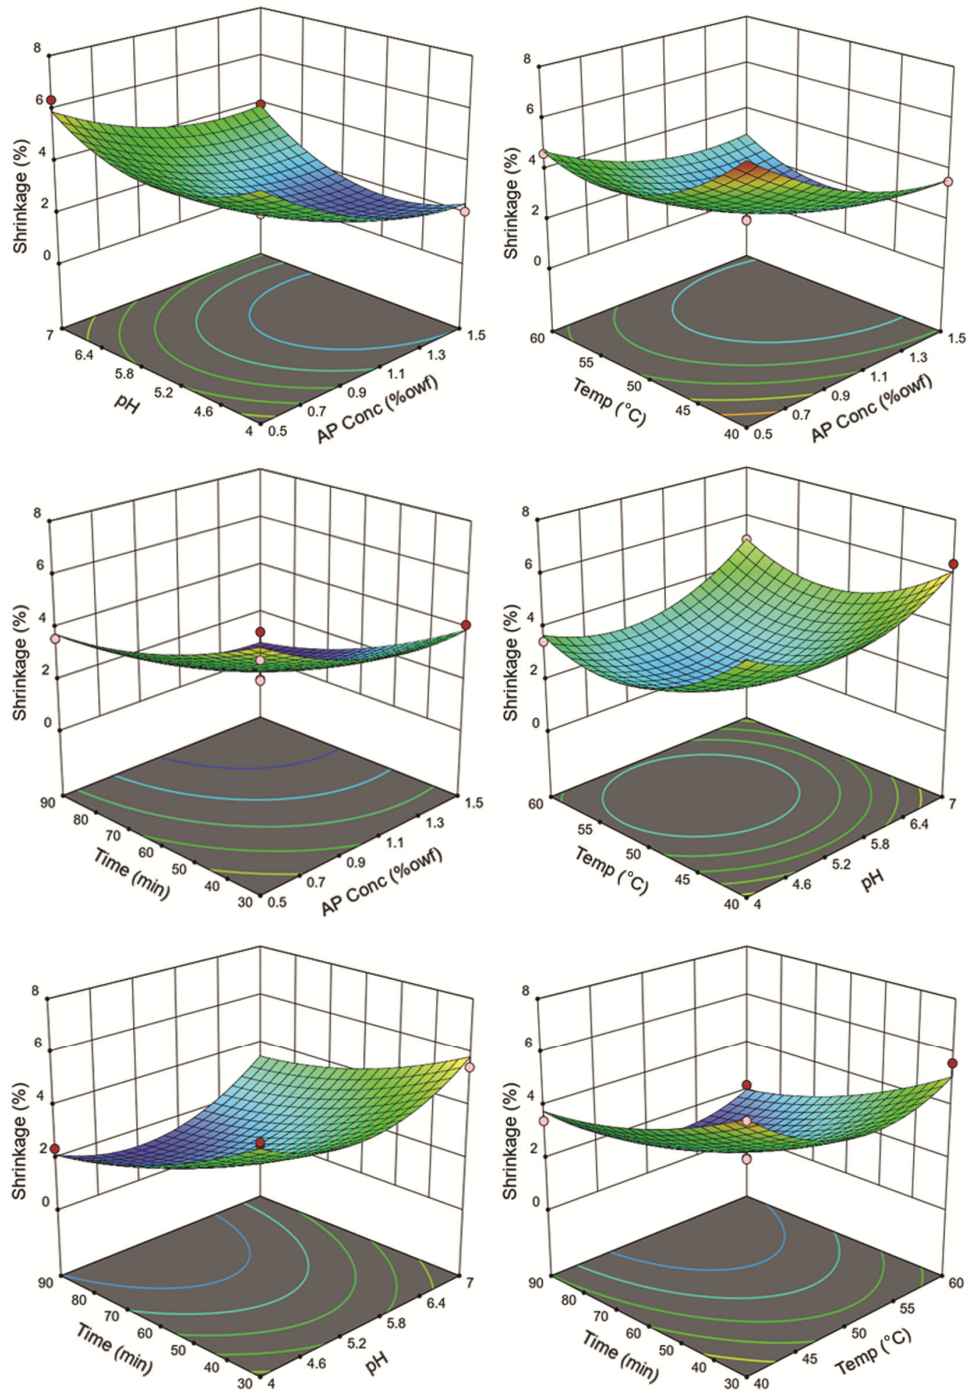 8 8
6 6
Shrinkage (%) 4 Shrinkage (%) 4
2 2
0 0
7 1.5 60 1.5
6.4 1.3 55 1.3
5.8 1.1 50 1.1
5.2 0.9 45 0.9
4.6 0.7 40 0.7
4 0.5 0.5
pH AP Conc (%owf) Temp (°C) AP Conc (%owf)
8 8
6 6
Shrinkage (%) 4 Shrinkage (%) 4
2 2
0 0
90 1.5 60 7
80 1.3 55 6.4
70 1.1 50 5.8
60 0.9 45 5.2
50 0.7 40 4.6
40 0.5 4
30
Time (min) AP Conc (%owf) Temp (°C) pH
8 8
6 6
Shrinkage (%) 4 Shrinkage (%) 4
2 2
0 0
90 7 90 60
80 6.4 80 55
70 5.8 70 50
60 5.2 60 45
50 4.6 50 40
40 4 40
30 30
Time (min) pH Time (min) Temp (°C)